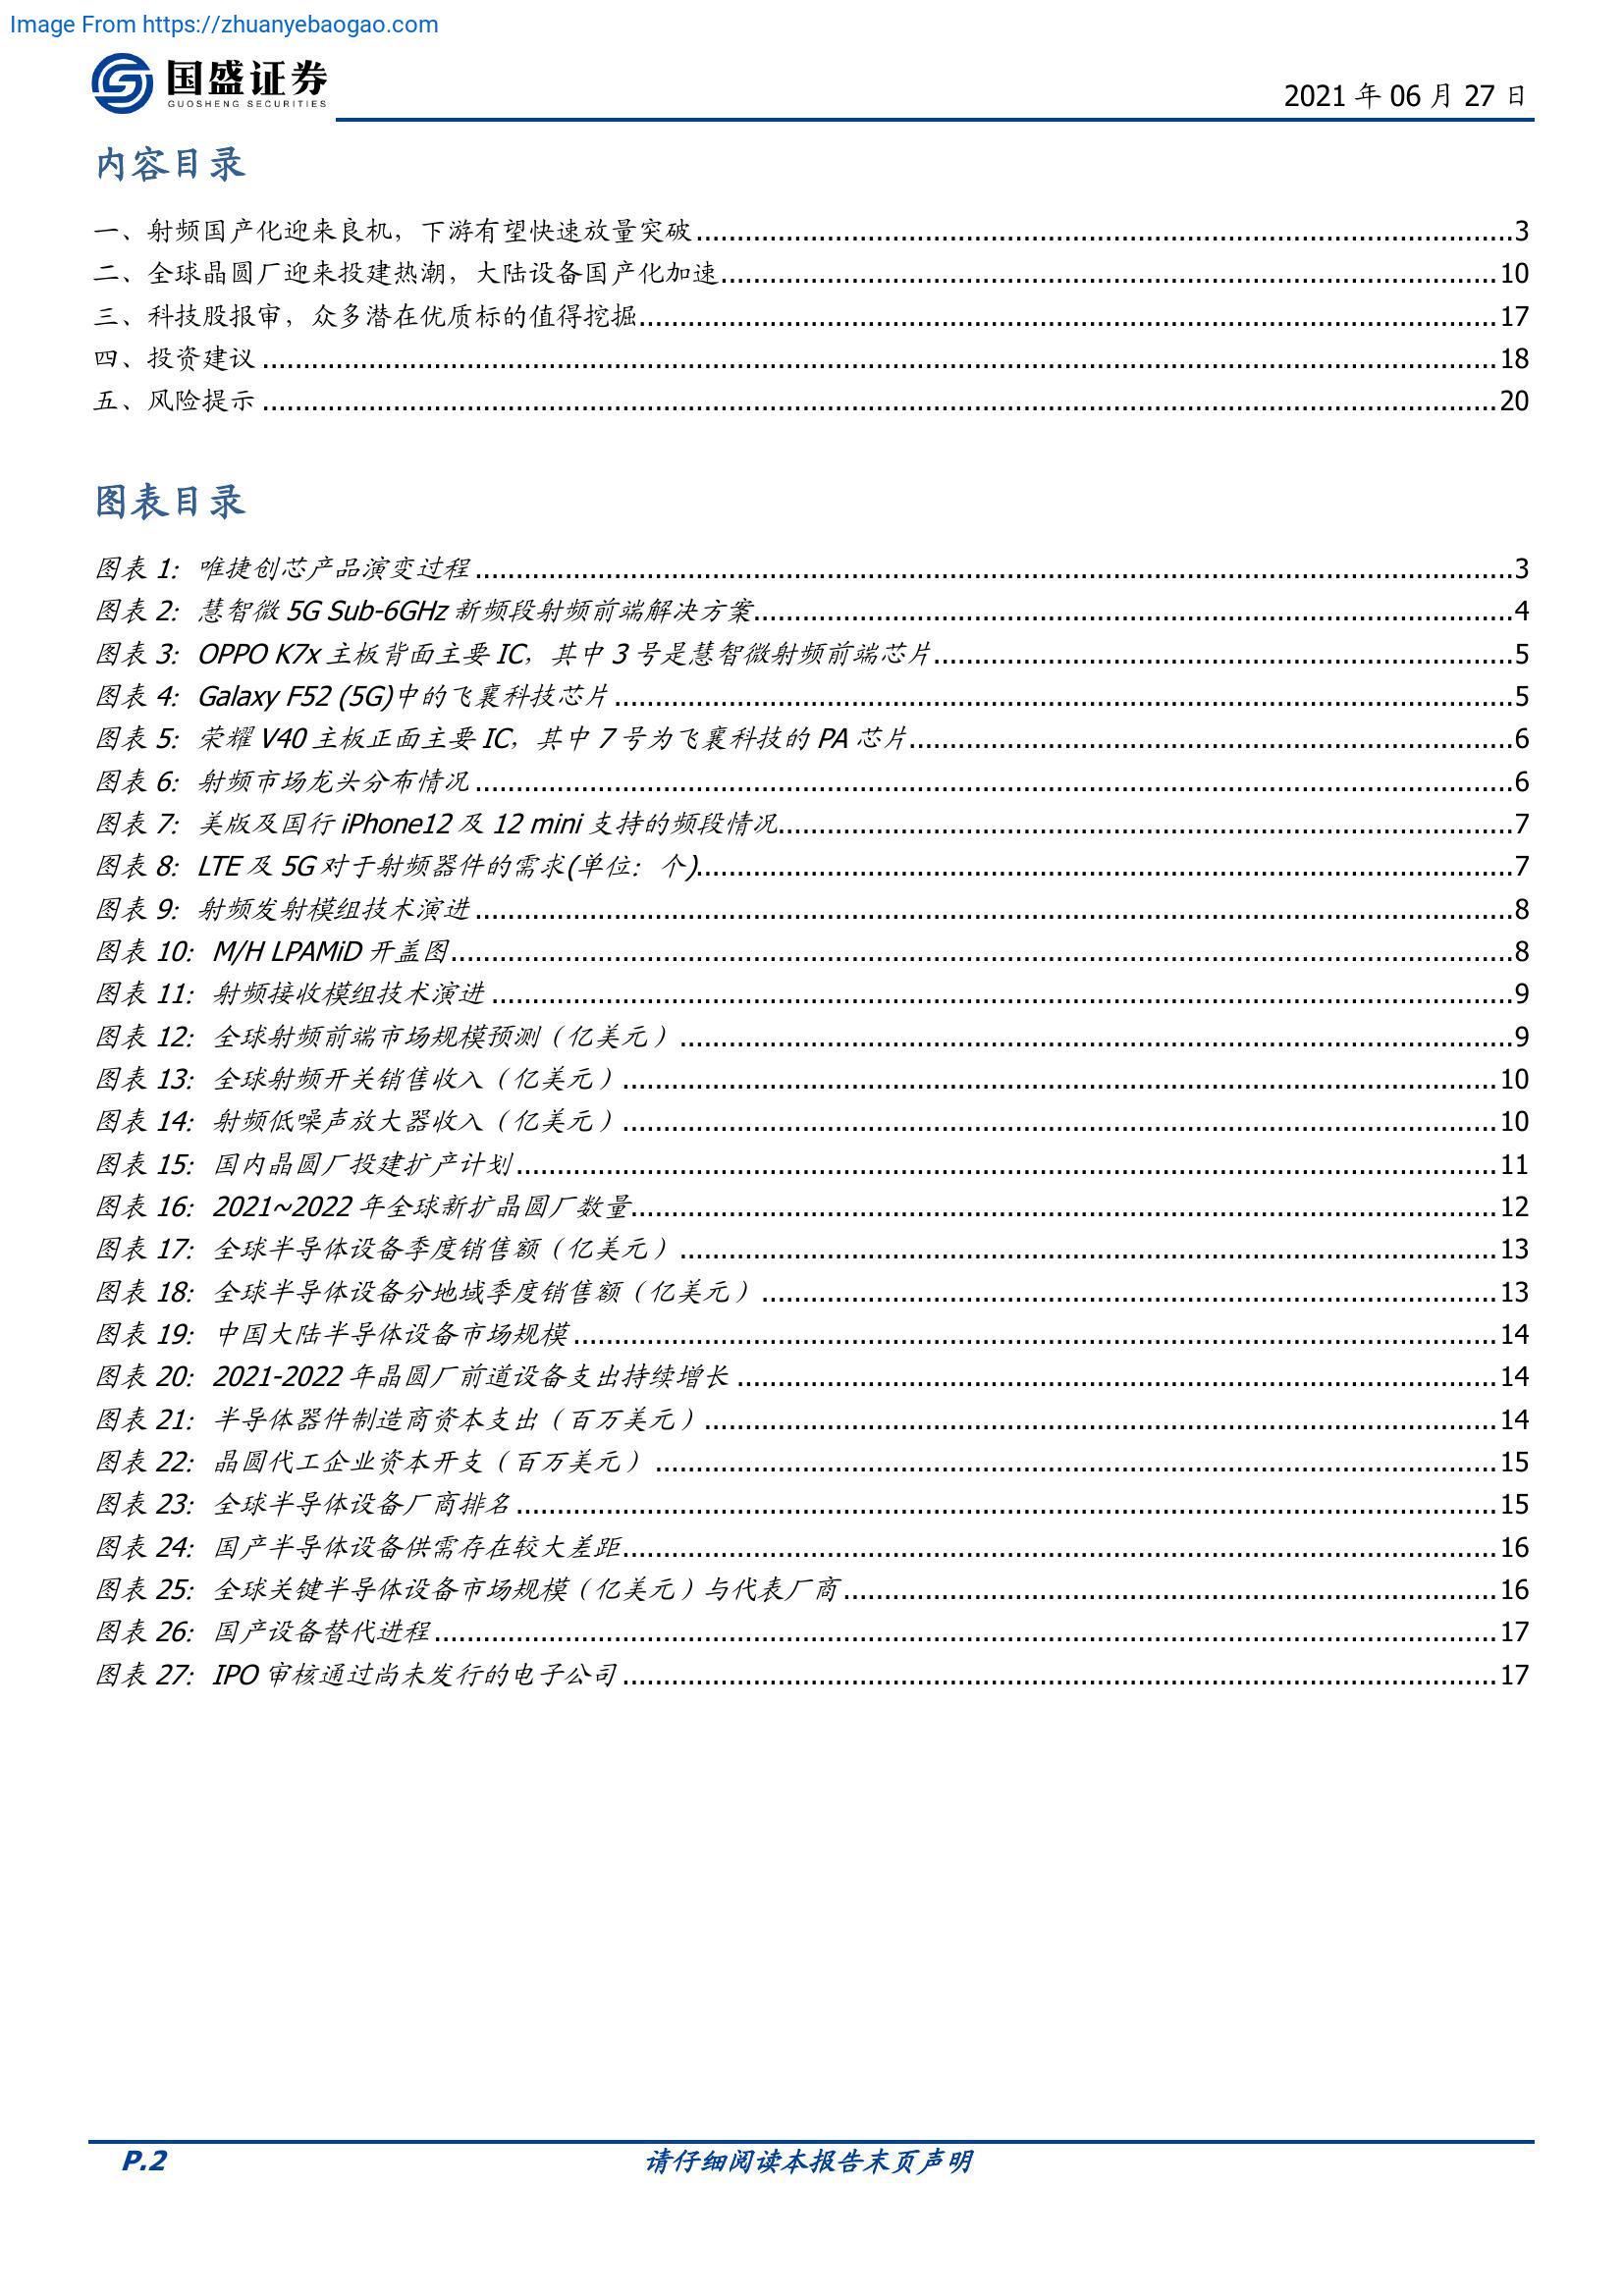 Image From https://zhuanyebaogao.com
国盛证券
GUOSHENG SECURITIES
2021 年 06 月 27 日
内容目录
一、射频国产化迎来良机，下游有望快速放量突破 3
二、全球晶圆厂迎来投建热潮，大陆设备国产化加速 10
三、科技股报审，众多潜在优质标的值得挖掘 17
四、投资建议 18
五、风险提示 20
图表目录
图表 1: 唯捷创芯产品演变过程 3
图表 2: 慧智微 5G Sub-6GHz 新频段射频前端解决方案 4
图表 3: OPPO K7x 主板背面主要 IC，其中 3 号是慧智微射频前端芯片 5
图表 4: Galaxy F52 (5G)中的飞襄科技芯片 5
图表 5: 荣耀 V40 主板正面主要 IC，其中 7 号为飞襄科技的 PA 芯片 6
图表 6: 射频市场龙头分布情况 6
图表 7: 美版及国行 iPhone12 及 12 mini 支持的频段情况 7
图表 8: LTE 及 5G 对于射频器件的需求(单位：个) 7
图表 9: 射频发射模组技术演进 8
图表 10: M/H LPAMiD 开盖图 8
图表 11: 射频接收模组技术演进 9
图表 12: 全球射频前端市场规模预测（亿美元） 9
图表 13: 全球射频开关销售收入（亿美元） 10
图表 14: 射频低噪声放大器收入（亿美元） 10
图表 15: 国内晶圆厂投建扩产计划 11
图表 16: 2021~2022 年全球新扩晶圆厂数量 12
图表 17: 全球半导体设备季度销售额（亿美元） 13
图表 18: 全球半导体设备分地域季度销售额（亿美元） 13
图表 19: 中国大陆半导体设备市场规模 14
图表 20: 2021-2022 年晶圆厂前道设备支出持续增长 14
图表 21: 半导体器件制造商资本支出（百万美元） 14
图表 22: 晶圆代工企业资本开支（百万美元） 15
图表 23: 全球半导体设备厂商排名 15
图表 24: 国产半导体设备供需存在较大差距 16
图表 25: 全球关键半导体设备市场规模（亿美元）与代表厂商 16
图表 26: 国产设备替代进程 17
图表 27: IPO 审核通过尚未发行的电子公司 17
P.2
请仔细阅读本报告末页声明